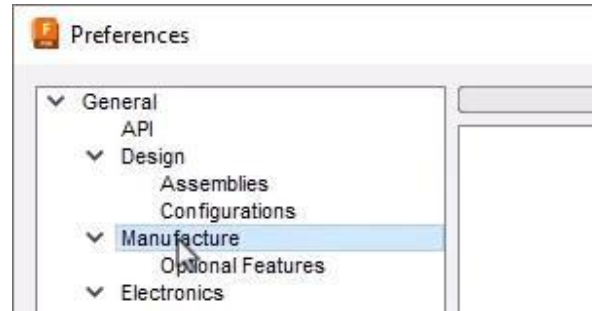 Preferences
General
API
Design
Assemblies
Configurations
Manufacture
Optional Features
Electronics